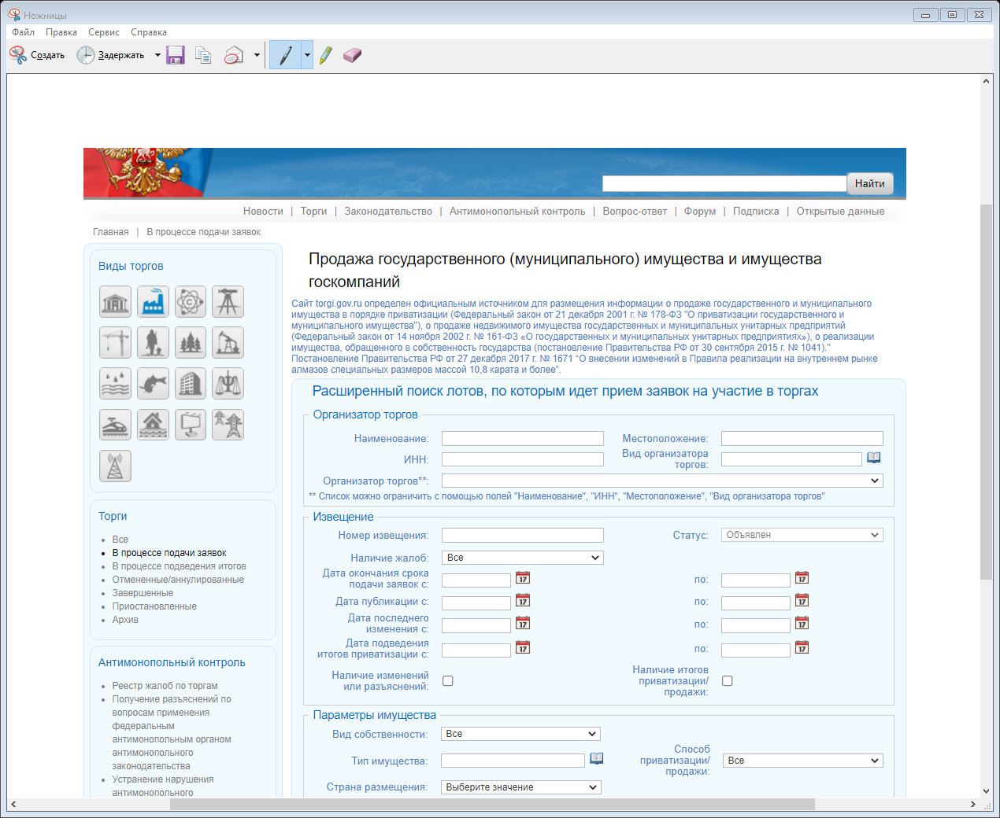 Ножницы
Файл Правка Сервис Справка
Создать Задержать
Найти
Новости | Торги | Законодательство | Антимонопольный контроль | Вопрос-ответ | Форум | Подписка | Открытые данные
Главная | В процессе подачи заявок
Виды торгов
Торги
Все
В процессе подачи заявок
В процессе подведения итогов
Отмененные/аннулированные
Завершенные
Приостановленные
Архив
Антимонопольный контроль
Реестр жалоб по торгам
Получение разъяснений по
вопросам применения
федеральным
антимонопольным органом
антимонопольного
законодательства
Устранение нарушения
антимонопольного
Продажа государственного (муниципального) имущества и имущества
госкомпаний
Сайт torgi.gov.ru определен официальным источником для размещения информации о продаже государственного и муниципального
имущества в порядке приватизации (Федеральный закон от 21 декабря 2001 г. № 178-ФЗ "О приватизации государственного и
муниципального имущества"), о продаже недвижимого имущества государственных и муниципальных унитарных предприятий
(Федеральный закон от 14 ноября 2002 г. № 161-ФЗ «О государственных и муниципальных унитарных предприятиях»), о реализации
имущества, обращенного в собственность государства (постановление Правительства РФ от 30 сентября 2015 г. № 1041)."
Постановление Правительства РФ от 27 декабря 2017 г. № 1671 “О внесении изменений в Правила реализации на внутреннем рынке
алмазов специальных размеров массой 10,8 карата и более”.
Расширенный поиск лотов, по которым идет прием заявок на участие в торгах
Организатор торгов
Наименование: Местоположение:
ИНН: Вид организатора
торгов:
Организатор торгов**:
** Список можно ограничить с помощью полей "Наименование", "ИНН", "Местоположение", "Вид организатора торгов"
Извещение
Номер извещения: Статус: Объявлен
Наличие жалоб: Все
Дата окончания срока
подачи заявок с: 17 по: 17
Дата публикации с: 17 по: 17
Дата последнего
изменения с: 17 по: 17
Дата подведения
итогов приватизации с: 17 по: 17
Наличие изменений
или разъяснений:
Наличие итогов
приватизации/
продажи:
Параметры имущества
Вид собственности: Все
Тип имущества:
Способ
приватизации/
продажи: Все
Страна размещения: Выберите значение